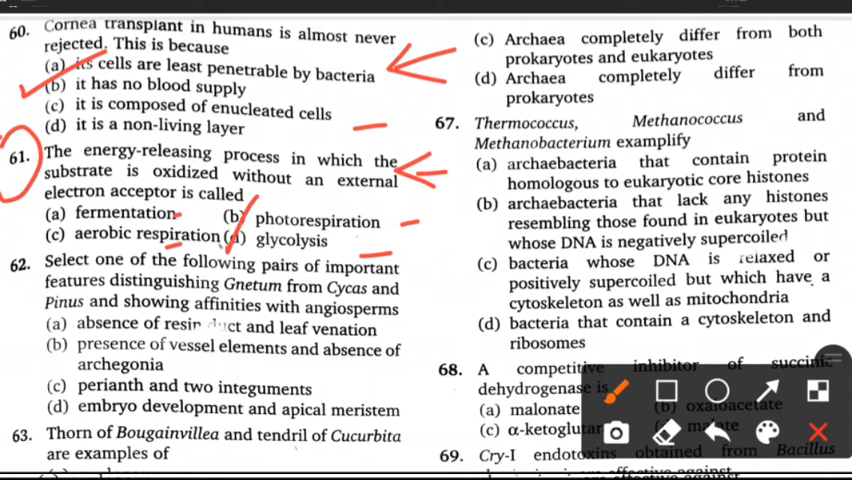 60. Cornea transplant in humans is almost never
rejected. This is because
(a) its cells are least penetrable by bacteria
(b) it has no blood supply
(c) it is composed of enucleated cells
(d) it is a non-living layer
61. The energy-releasing process in which the
substrate is oxidized without an external
electron acceptor is called
(a) fermentation (b) photorespiration
(c) aerobic respiration (d) glycolysis
62. Select one of the following pairs of important
features distinguishing Gnetum from Cycas and
Pinus and showing affinities with angiosperms
(a) absence of resin duct and leaf venation
(b) presence of vessel elements and absence of
archegonia
(c) perianth and two integuments
(d) embryo development and apical meristem
63. Thorn of Bougainvillea and tendril of Cucurbita
are examples of
(c) Archaea completely differ from both
prokaryotes and eukaryotes
(d) Archaea completely differ from
prokaryotes
67. Thermococcus, Methanococcus and
Methanobacterium examplify
(a) archaebacteria that contain protein
homologous to eukaryotic core histones
(b) archaebacteria that lack any histones
resembling those found in eukaryotes but
whose DNA is negatively supercoiled
(c) bacteria whose DNA is relaxed or
positively supercoiled but which have a
cytoskeleton as well as mitochondria
(d) bacteria that contain a cytoskeleton and
ribosomes
68. A competitive inhibitor of succinic
dehydrogenase is
(a) malonate (b) oxaloacetate
(c) α-ketoglutar malate
69. Cry-I endotoxins obtained from Bacillus
are effective against